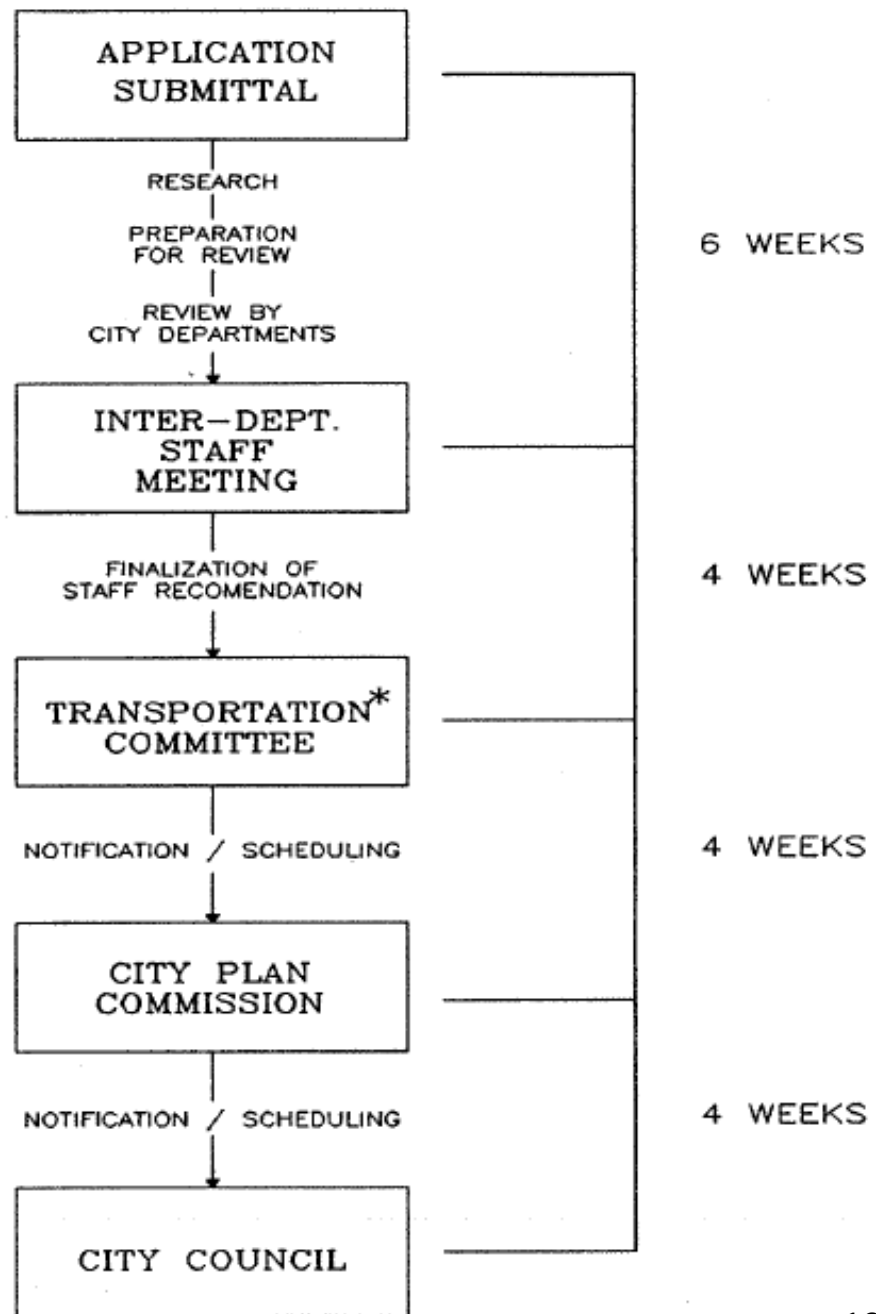 APPLICATION
SUBMITTAL
RESEARCH
PREPARATION
FOR REVIEW
6 WEEKS
REVIEW BY
CITY DEPARTMENTS
INTER-DEPT.
STAFF
MEETING
FINALIZATION OF
STAFF RECOMENDATION
4 WEEKS
TRANSPORTATION*
COMMITTEE
NOTIFICATION / SCHEDULING
4 WEEKS
CITY PLAN
COMMISSION
NOTIFICATION / SCHEDULING
4 WEEKS
CITY COUNCIL